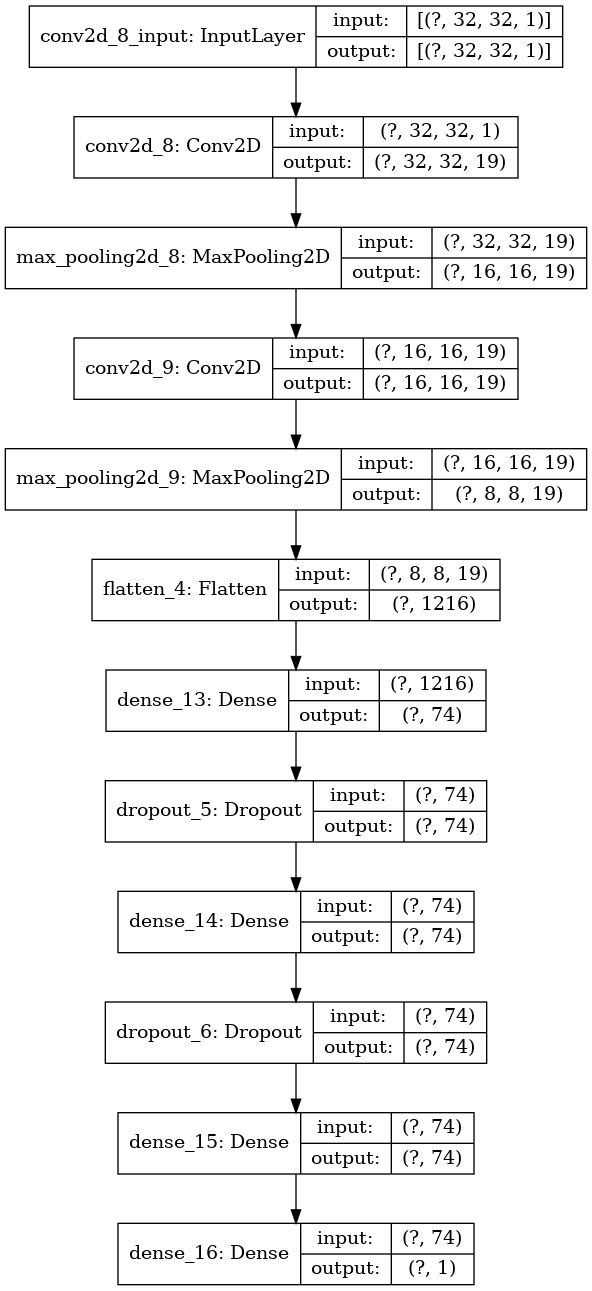 conv2d_8_input: InputLayer
input: [(?, 32, 32, 1)]
output: [(?, 32, 32, 1)]
conv2d_8: Conv2D
input: (?, 32, 32, 1)
output: (?, 32, 32, 19)
max_pooling2d_8: MaxPooling2D
input: (?, 32, 32, 19)
output: (?, 16, 16, 19)
conv2d_9: Conv2D
input: (?, 16, 16, 19)
output: (?, 16, 16, 19)
max_pooling2d_9: MaxPooling2D
input: (?, 16, 16, 19)
output: (?, 8, 8, 19)
flatten_4: Flatten
input: (?, 8, 8, 19)
output: (?, 1216)
dense_13: Dense
input: (?, 1216)
output: (?, 74)
dropout_5: Dropout
input: (?, 74)
output: (?, 74)
dense_14: Dense
input: (?, 74)
output: (?, 74)
dropout_6: Dropout
input: (?, 74)
output: (?, 74)
dense_15: Dense
input: (?, 74)
output: (?, 74)
dense_16: Dense
input: (?, 74)
output: (?, 1)